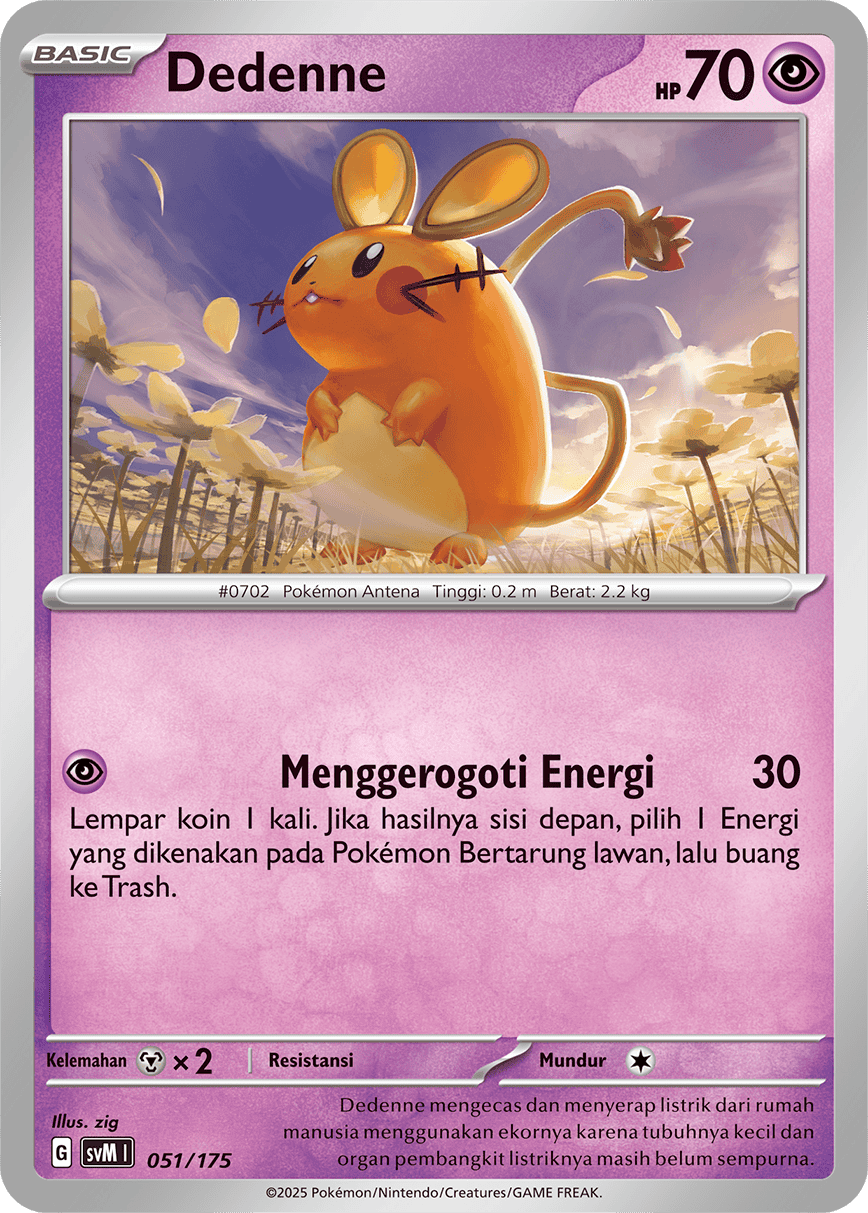 BASIC
Dedenne
HP 70
#0702 Pokémon Antena Tinggi: 0.2 m Berat: 2.2 kg
Menggerogoti Energi 30
Lempar koin 1 kali. Jika hasilnya sisi depan, pilih 1 Energi
yang dikenakan pada Pokémon Bertarung lawan, lalu buang
ke Trash.
Kelemahan ×2 Resistansi Mundur
Dedenne mengecas dan menyerap listrik dari rumah
manusia menggunakan ekornya karena tubuhnya kecil dan
organ pembangkit listriknya masih belum sempurna.
Illus. zig
G svM I 051/175
©2025 Pokémon/Nintendo/Creatures/GAME FREAK.